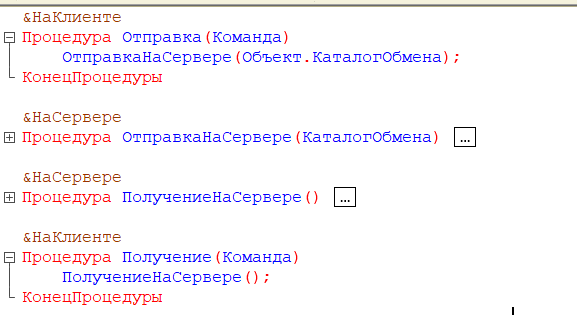 &НаКлиенте
Процедура Отправка(Команда)
ОтправкаНаСервере(Объект.КаталогОбмена);
КонецПроцедуры
&НаСервере
Процедура ОтправкаНаСервере(КаталогОбмена) ...
&НаСервере
Процедура ПолучениеНаСервере() ...
&НаКлиенте
Процедура Получение(Команда)
ПолучениеНаСервере();
КонецПроцедуры